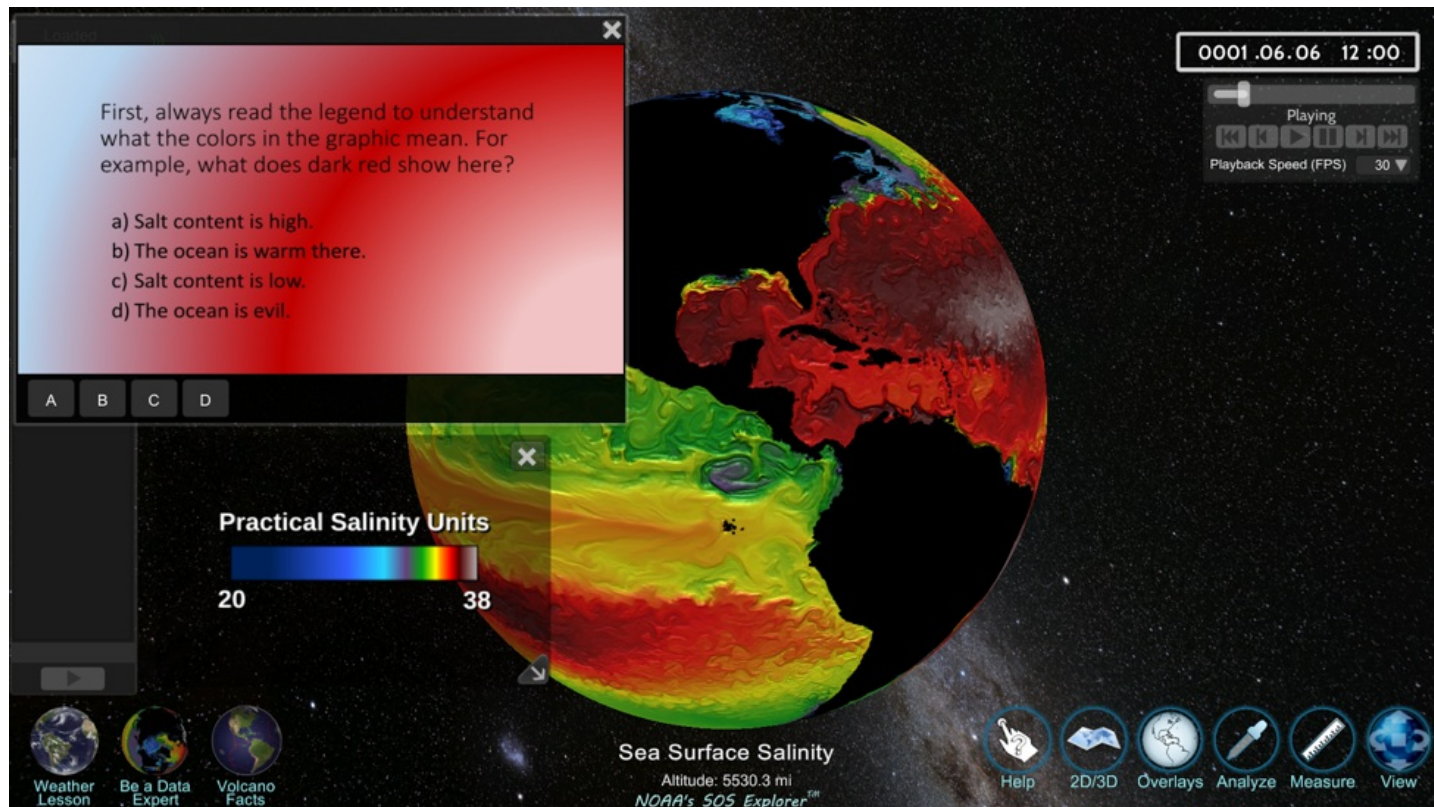 Loaded
First, always read the legend to understand
what the colors in the graphic mean. For
example, what does dark red show here?
a) Salt content is high.
b) The ocean is warm there.
c) Salt content is low.
d) The ocean is evil.
A B C D
0001 .06.06 12 :00
Playing
Playback Speed (FPS) 30
Practical Salinity Units
20 38
Sea Surface Salinity
Altitude: 5530.3 mi
NOAA's SOS Explorer™
Weather
Lesson
Be a Data
Expert
Volcano
Facts
Help
2D/3D
Overlays
Analyze
Measure
View